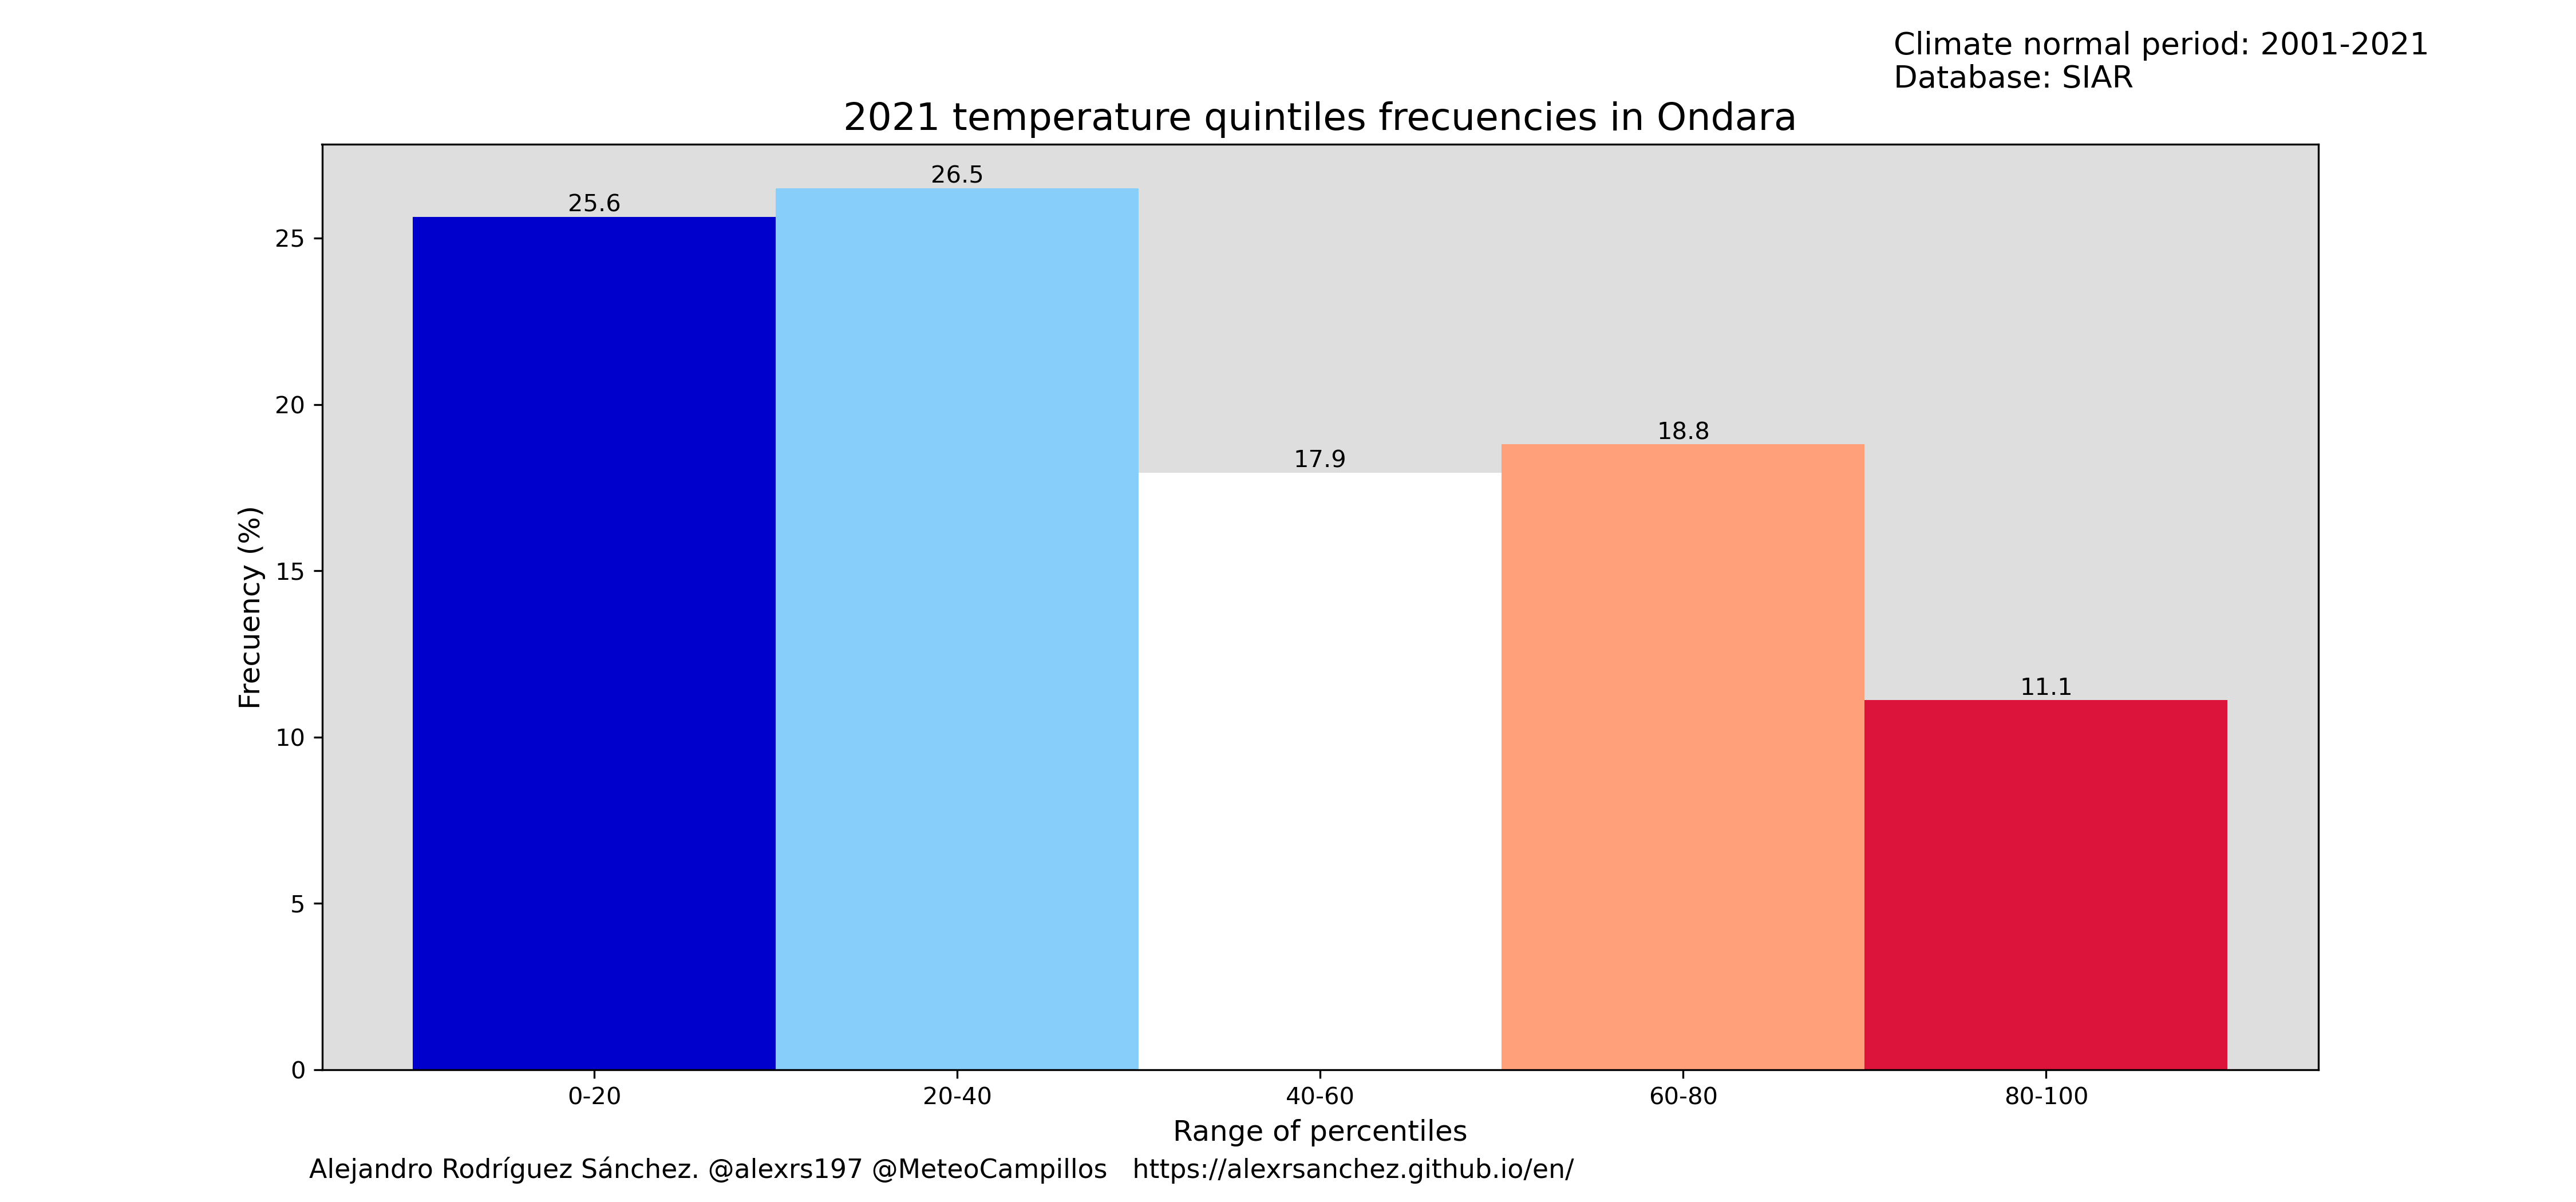 Climate normal period: 2001-2021
Database: SIAR
2021 temperature quintiles frecuencies in Ondara
Frecuency (%)
25
20
15
10
5
0
25.6
26.5
17.9
18.8
11.1
0-20
20-40
40-60
60-80
80-100
Range of percentiles
Alejandro Rodríguez Sánchez. @alexrs197 @MeteoCampillos https://alexrsanchez.github.io/en/